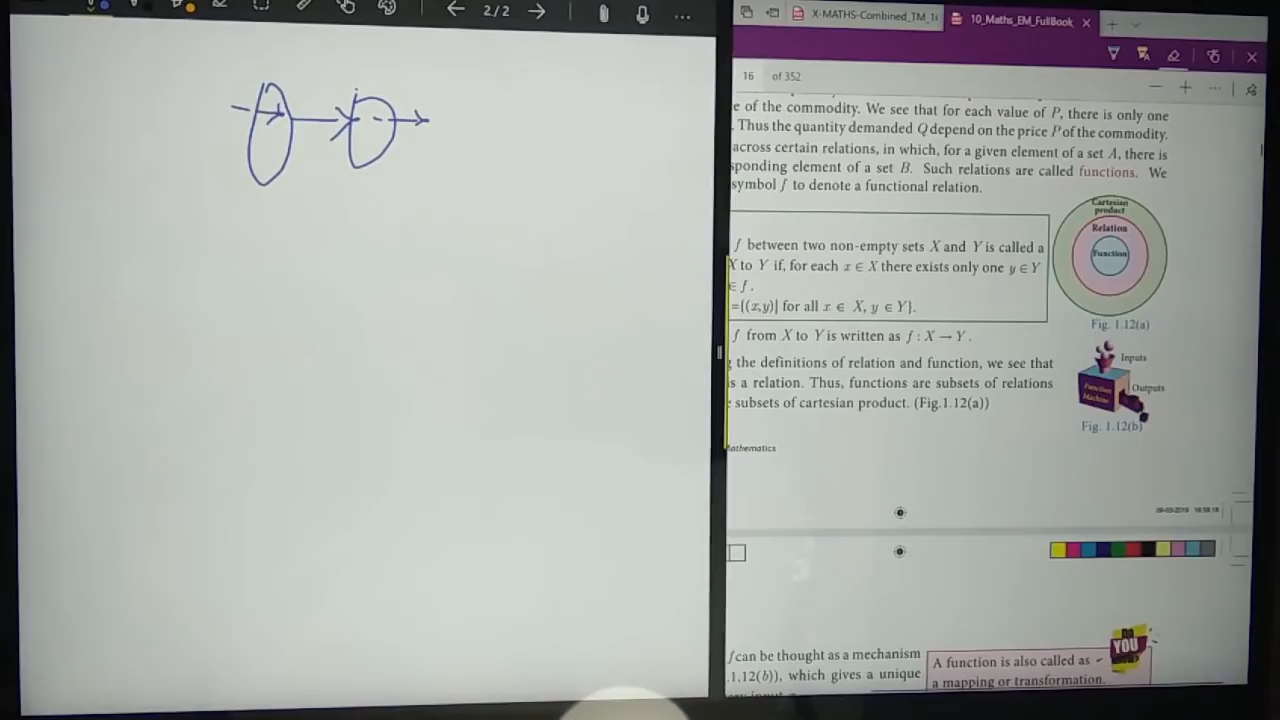 2/2
X-MATHS-Combined_TM_1
10_Maths_EM_FullBook
16 of 352
e of the commodity. We see that for each value of P, there is only one
. Thus the quantity demanded Q depend on the price P of the commodity.
across certain relations, in which, for a given element of a set A, there is
sponding element of a set B. Such relations are called functions. We
symbol f to denote a functional relation.
f between two non-empty sets X and Y is called a
X to Y if, for each x ∈ X there exists only one y ∈ Y
∈ f .
={(x,y)| for all x ∈ X, y ∈ Y}.
Cartesian
product
Relation
Function
Fig. 1.12(a)
f from X to Y is written as f : X → Y .
the definitions of relation and function, we see that
s a relation. Thus, functions are subsets of relations
subsets of cartesian product. (Fig.1.12(a))
Inputs
Function
Machine
Outputs
Fig. 1.12(b)
Mathematics
09-03-2019
f can be thought as a mechanism
1.12(b)), which gives a unique
DO
YOU
A function is also called as
a mapping or transformation.